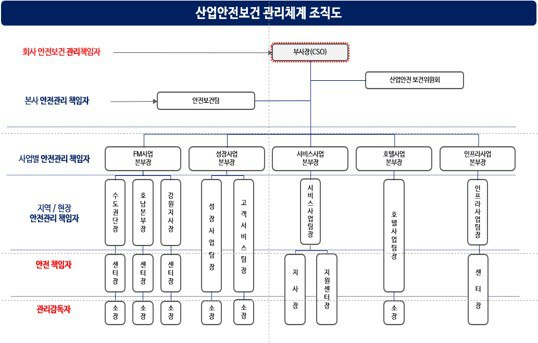 산업안전보건 관리체계 조직도
회사 안전보건 관리책임자
부사장(CSO)
산업안전 보건위원회
본사 안전관리 책임자
안전보건팀
사업별 안전관리 책임자
FM사업
본부장
성장사업
본부장
서비스사업
본부장
호텔사업
본부장
인프라사업
본부장
지역 / 현장
안전관리 책임자
수도권단장
호남본부장
강원지사장
성장사업팀장
고객서비스팀장
서비스사업팀장
호텔사업팀장
인프라사업팀장
안전 책임자
센터장
센터장
센터장
지사장
지원센터장
센터장
관리감독자
소장
소장
소장
소장
소장
소장